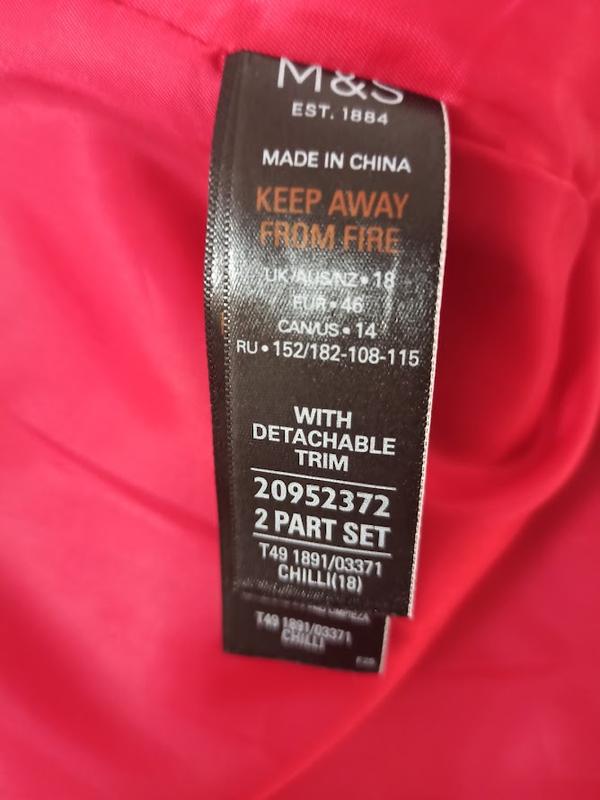 M&S
EST. 1884
MADE IN CHINA
KEEP AWAY
FROM FIRE
UK/AUS/NZ • 18
EUR • 46
CAN/US • 14
RU • 152/182-108-115
WITH
DETACHABLE
TRIM
20952372
2 PART SET
T49 1891/03371
CHILLI(18)
LIMPIEZA
T49 1891/03371
CHILLI